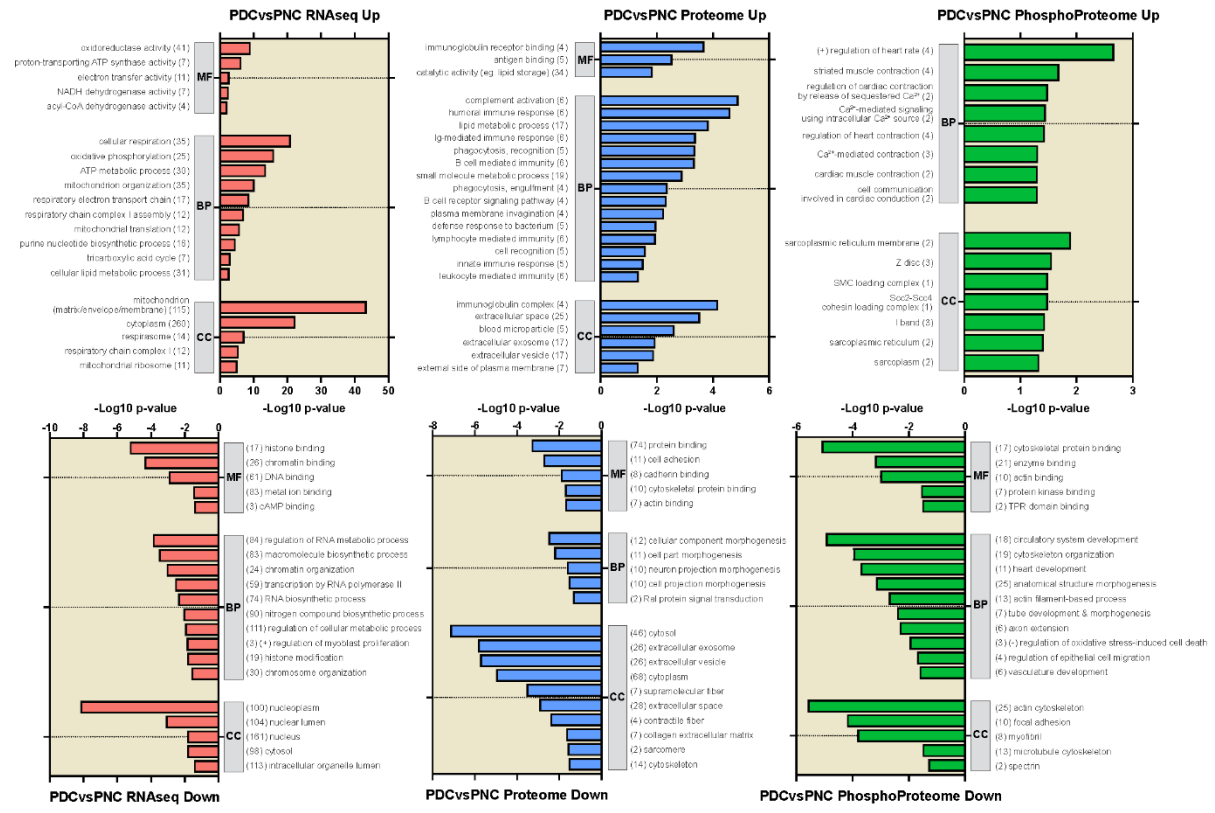 PDCvsPNC RNAseq Up
oxidoreductase activity (41)
proton-transporting ATP synthase activity (7)
electron transfer activity (11)
NADH dehydrogenase activity (7)
acyl-CoA dehydrogenase activity (4)
MF
cellular respiration (35)
oxidative phosphorylation (25)
ATP metabolic process (30)
mitochondrion organization (35)
respiratory electron transport chain (17)
respiratory chain complex I assembly (12)
mitochondrial translation (12)
purine nucleotide biosynthetic process (16)
tricarboxylic acid cycle (7)
cellular lipid metabolic process (31)
BP
mitochondrion
(matrix/envelope/membrane) (115)
cytoplasm (260)
respirasome (14)
respiratory chain complex I (12)
mitochondrial ribosome (11)
CC
0 10 20 30 40 50
-Log10 p-value
PDCvsPNC Proteome Up
immunoglobulin receptor binding (4)
antigen binding (5)
catalytic activity (eg. lipid storage) (34)
MF
complement activation (6)
humoral immune response (6)
lipid metabolic process (17)
Ig-mediated immune response (6)
phagocytosis, recognition (5)
B cell mediated immunity (6)
small molecule metabolic process (19)
phagocytosis, engulfment (4)
B cell receptor signaling pathway (4)
plasma membrane invagination (4)
defense response to bacterium (5)
lymphocyte mediated immunity (6)
cell recognition (5)
innate immune response (5)
leukocyte mediated immunity (6)
BP
immunoglobulin complex (4)
extracellular space (25)
blood microparticle (5)
extracellular exosome (17)
extracellular vesicle (17)
external side of plasma membrane (7)
CC
0 2 4 6
-Log10 p-value
PDCvsPNC PhosphoProteome Up
(+) regulation of heart rate (4)
striated muscle contraction (4)
regulation of cardiac contraction
by release of sequestered Ca²⁺ (2)
Ca²⁺-mediated signaling
using intracellular Ca²⁺ source (2)
regulation of heart contraction (4)
Ca²⁺-mediated contraction (3)
cardiac muscle contraction (2)
cell communication
involved in cardiac conduction (2)
BP
sarcoplasmic reticulum membrane (2)
Z disc (3)
SMC loading complex (1)
Scc2-Scc4
cohesin loading complex (1)
I band (3)
sarcoplasmic reticulum (2)
sarcoplasm (2)
CC
0 1 2 3
-Log10 p-value
-Log10 p-value
-10 -8 -6 -4 -2 0
MF
(17) histone binding
(26) chromatin binding
(61) DNA binding
(83) metal ion binding
(3) cAMP binding
BP
(84) regulation of RNA metabolic process
(83) macromolecule biosynthetic process
(24) chromatin organization
(59) transcription by RNA polymerase II
(74) RNA biosynthetic process
(90) nitrogen compound biosynthetic process
(111) regulation of cellular metabolic process
(3) (+) regulation of myoblast proliferation
(19) histone modification
(30) chromosome organization
CC
(100) nucleoplasm
(104) nuclear lumen
(161) nucleus
(98) cytosol
(113) intracellular organelle lumen
PDCvsPNC RNAseq Down
-Log10 p-value
-8 -6 -4 -2 0
MF
(74) protein binding
(11) cell adhesion
(8) cadherin binding
(10) cytoskeletal protein binding
(7) actin binding
BP
(12) cellular component morphogenesis
(11) cell part morphogenesis
(10) neuron projection morphogenesis
(10) cell projection morphogenesis
(2) Ral protein signal transduction
CC
(46) cytosol
(26) extracellular exosome
(26) extracellular vesicle
(68) cytoplasm
(7) supramolecular fiber
(28) extracellular space
(4) contractile fiber
(7) collagen extracellular matrix
(2) sarcomere
(14) cytoskeleton
PDCvsPNC Proteome Down
-Log10 p-value
-6 -4 -2 0
MF
(17) cytoskeletal protein binding
(21) enzyme binding
(10) actin binding
(7) protein kinase binding
(2) TPR domain binding
BP
(18) circulatory system development
(19) cytoskeleton organization
(11) heart development
(25) anatomical structure morphogenesis
(13) actin filament-based process
(7) tube development & morphogenesis
(6) axon extension
(3) (-) regulation of oxidative stress-induced cell death
(4) regulation of epithelial cell migration
(6) vasculature development
CC
(25) actin cytoskeleton
(10) focal adhesion
(8) myofibril
(13) microtubule cytoskeleton
(2) spectrin
PDCvsPNC PhosphoProteome Down